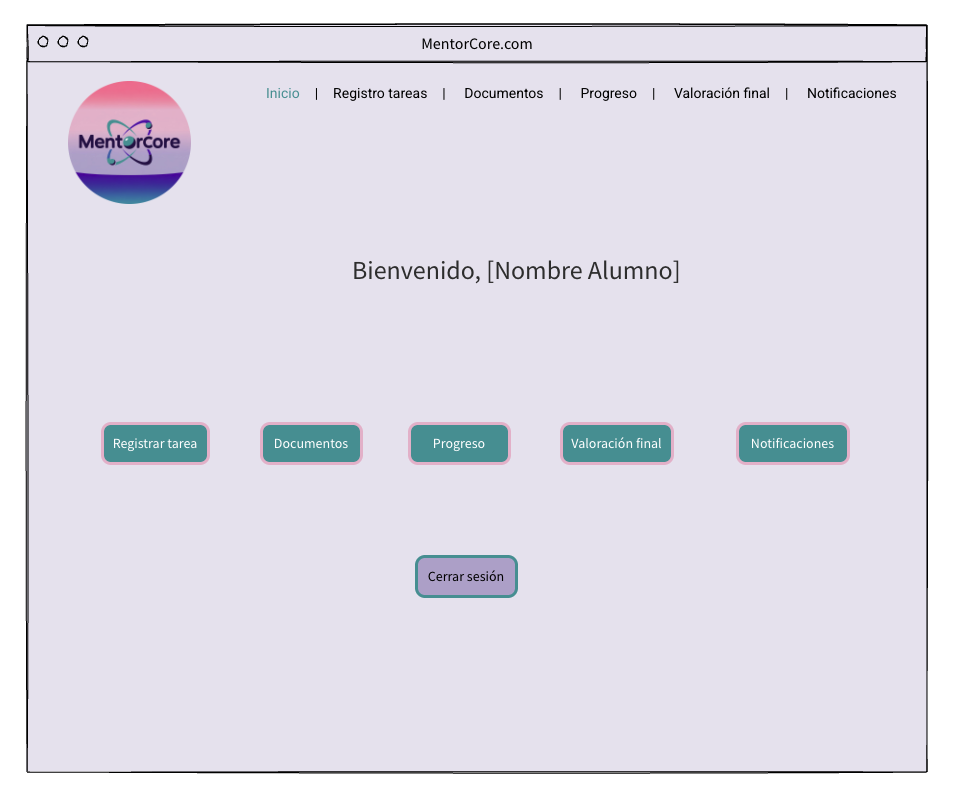 MentorCore.com
Inicio | Registro tareas | Documentos | Progreso | Valoración final | Notificaciones
MentorCore
Bienvenido, [Nombre Alumno]
Registrar tarea Documentos Progreso Valoración final Notificaciones
Cerrar sesión